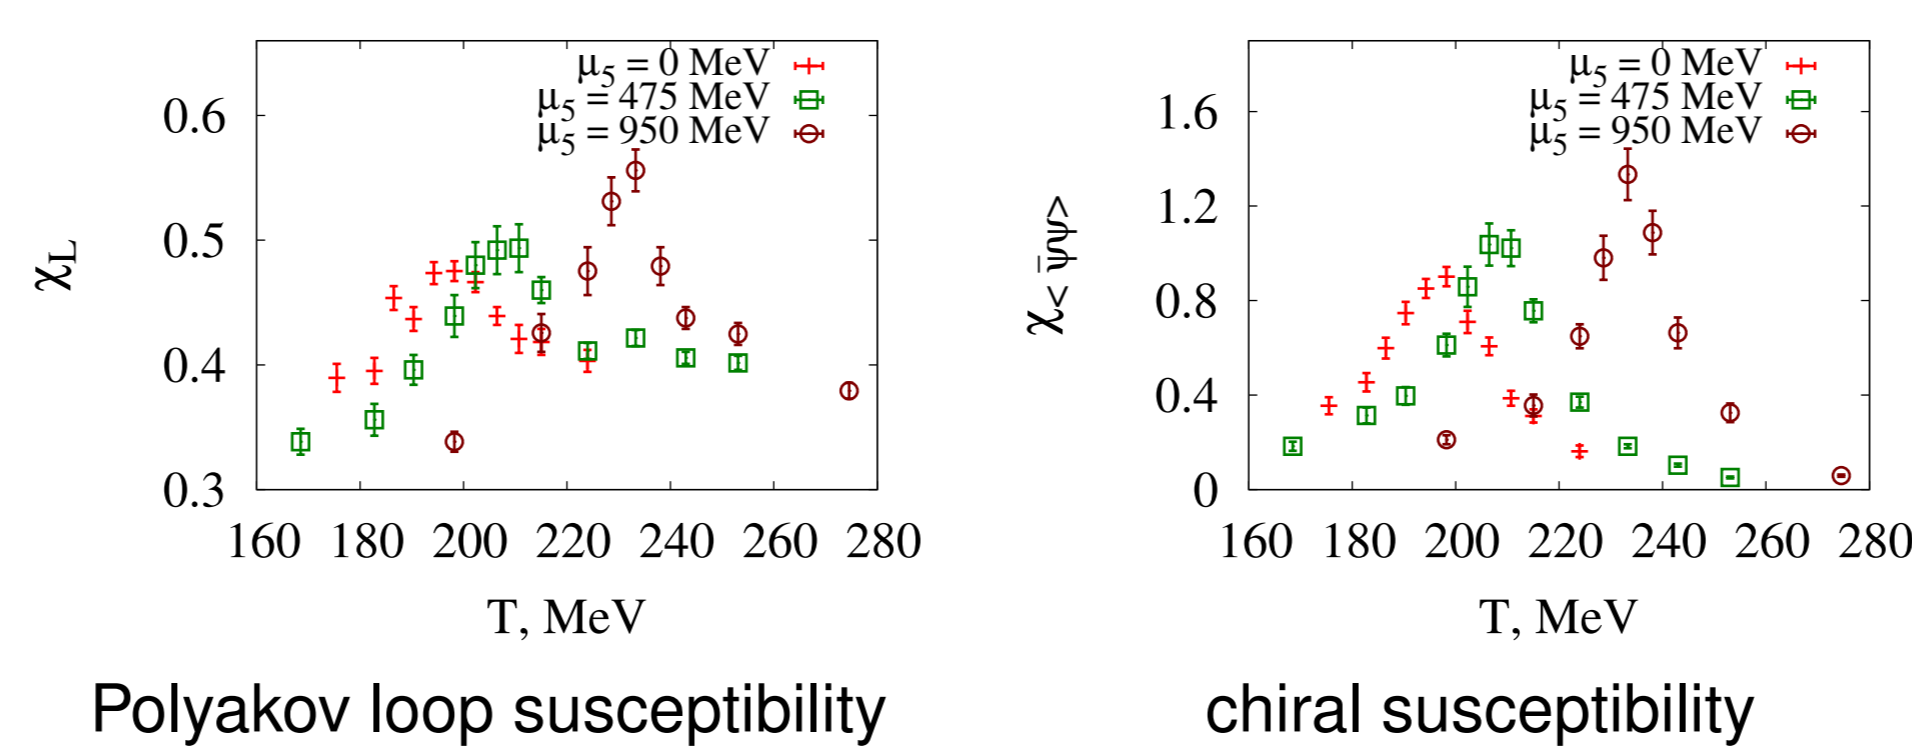 μ5 = 0 MeV
μ5 = 475 MeV
μ5 = 950 MeV
0.6
0.5
0.4
0.3
χL
160 180 200 220 240 260 280
T, MeV
Polyakov loop susceptibility
μ5 = 0 MeV
μ5 = 475 MeV
μ5 = 950 MeV
1.6
1.2
0.8
0.4
0
χ< ψ̄ψ>
160 180 200 220 240 260 280
T, MeV
chiral susceptibility